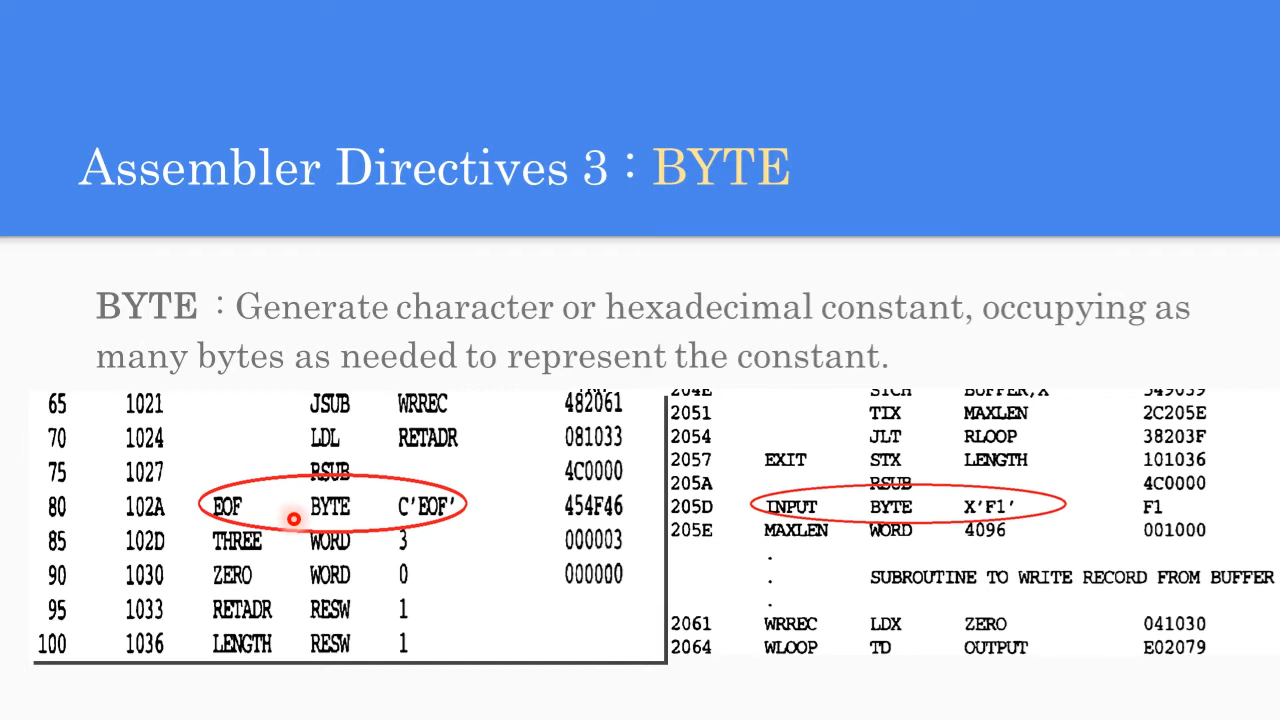 Assembler Directives 3 : BYTE
BYTE : Generate character or hexadecimal constant, occupying as
many bytes as needed to represent the constant.
65 1021 JSUB WRREC 482061
70 1024 LDL RETADR 081033
75 1027 RSUB 4C0000
80 102A EOF BYTE C'EOF' 454F46
85 102D THREE WORD 3 000003
90 1030 ZERO WORD 0 000000
95 1033 RETADR RESW 1
100 1036 LENGTH RESW 1
204E STCH BUFFER,X 549039
2051 TIX MAXLEN 2C205E
2054 JLT RLOOP 38203F
2057 EXIT STX LENGTH 101036
205A RSUB 4C0000
205D INPUT BYTE X'F1' F1
205E MAXLEN WORD 4096 001000
.
. SUBROUTINE TO WRITE RECORD FROM BUFFER
.
2061 WRREC LDX ZERO 041030
2064 WLOOP TD OUTPUT E02079